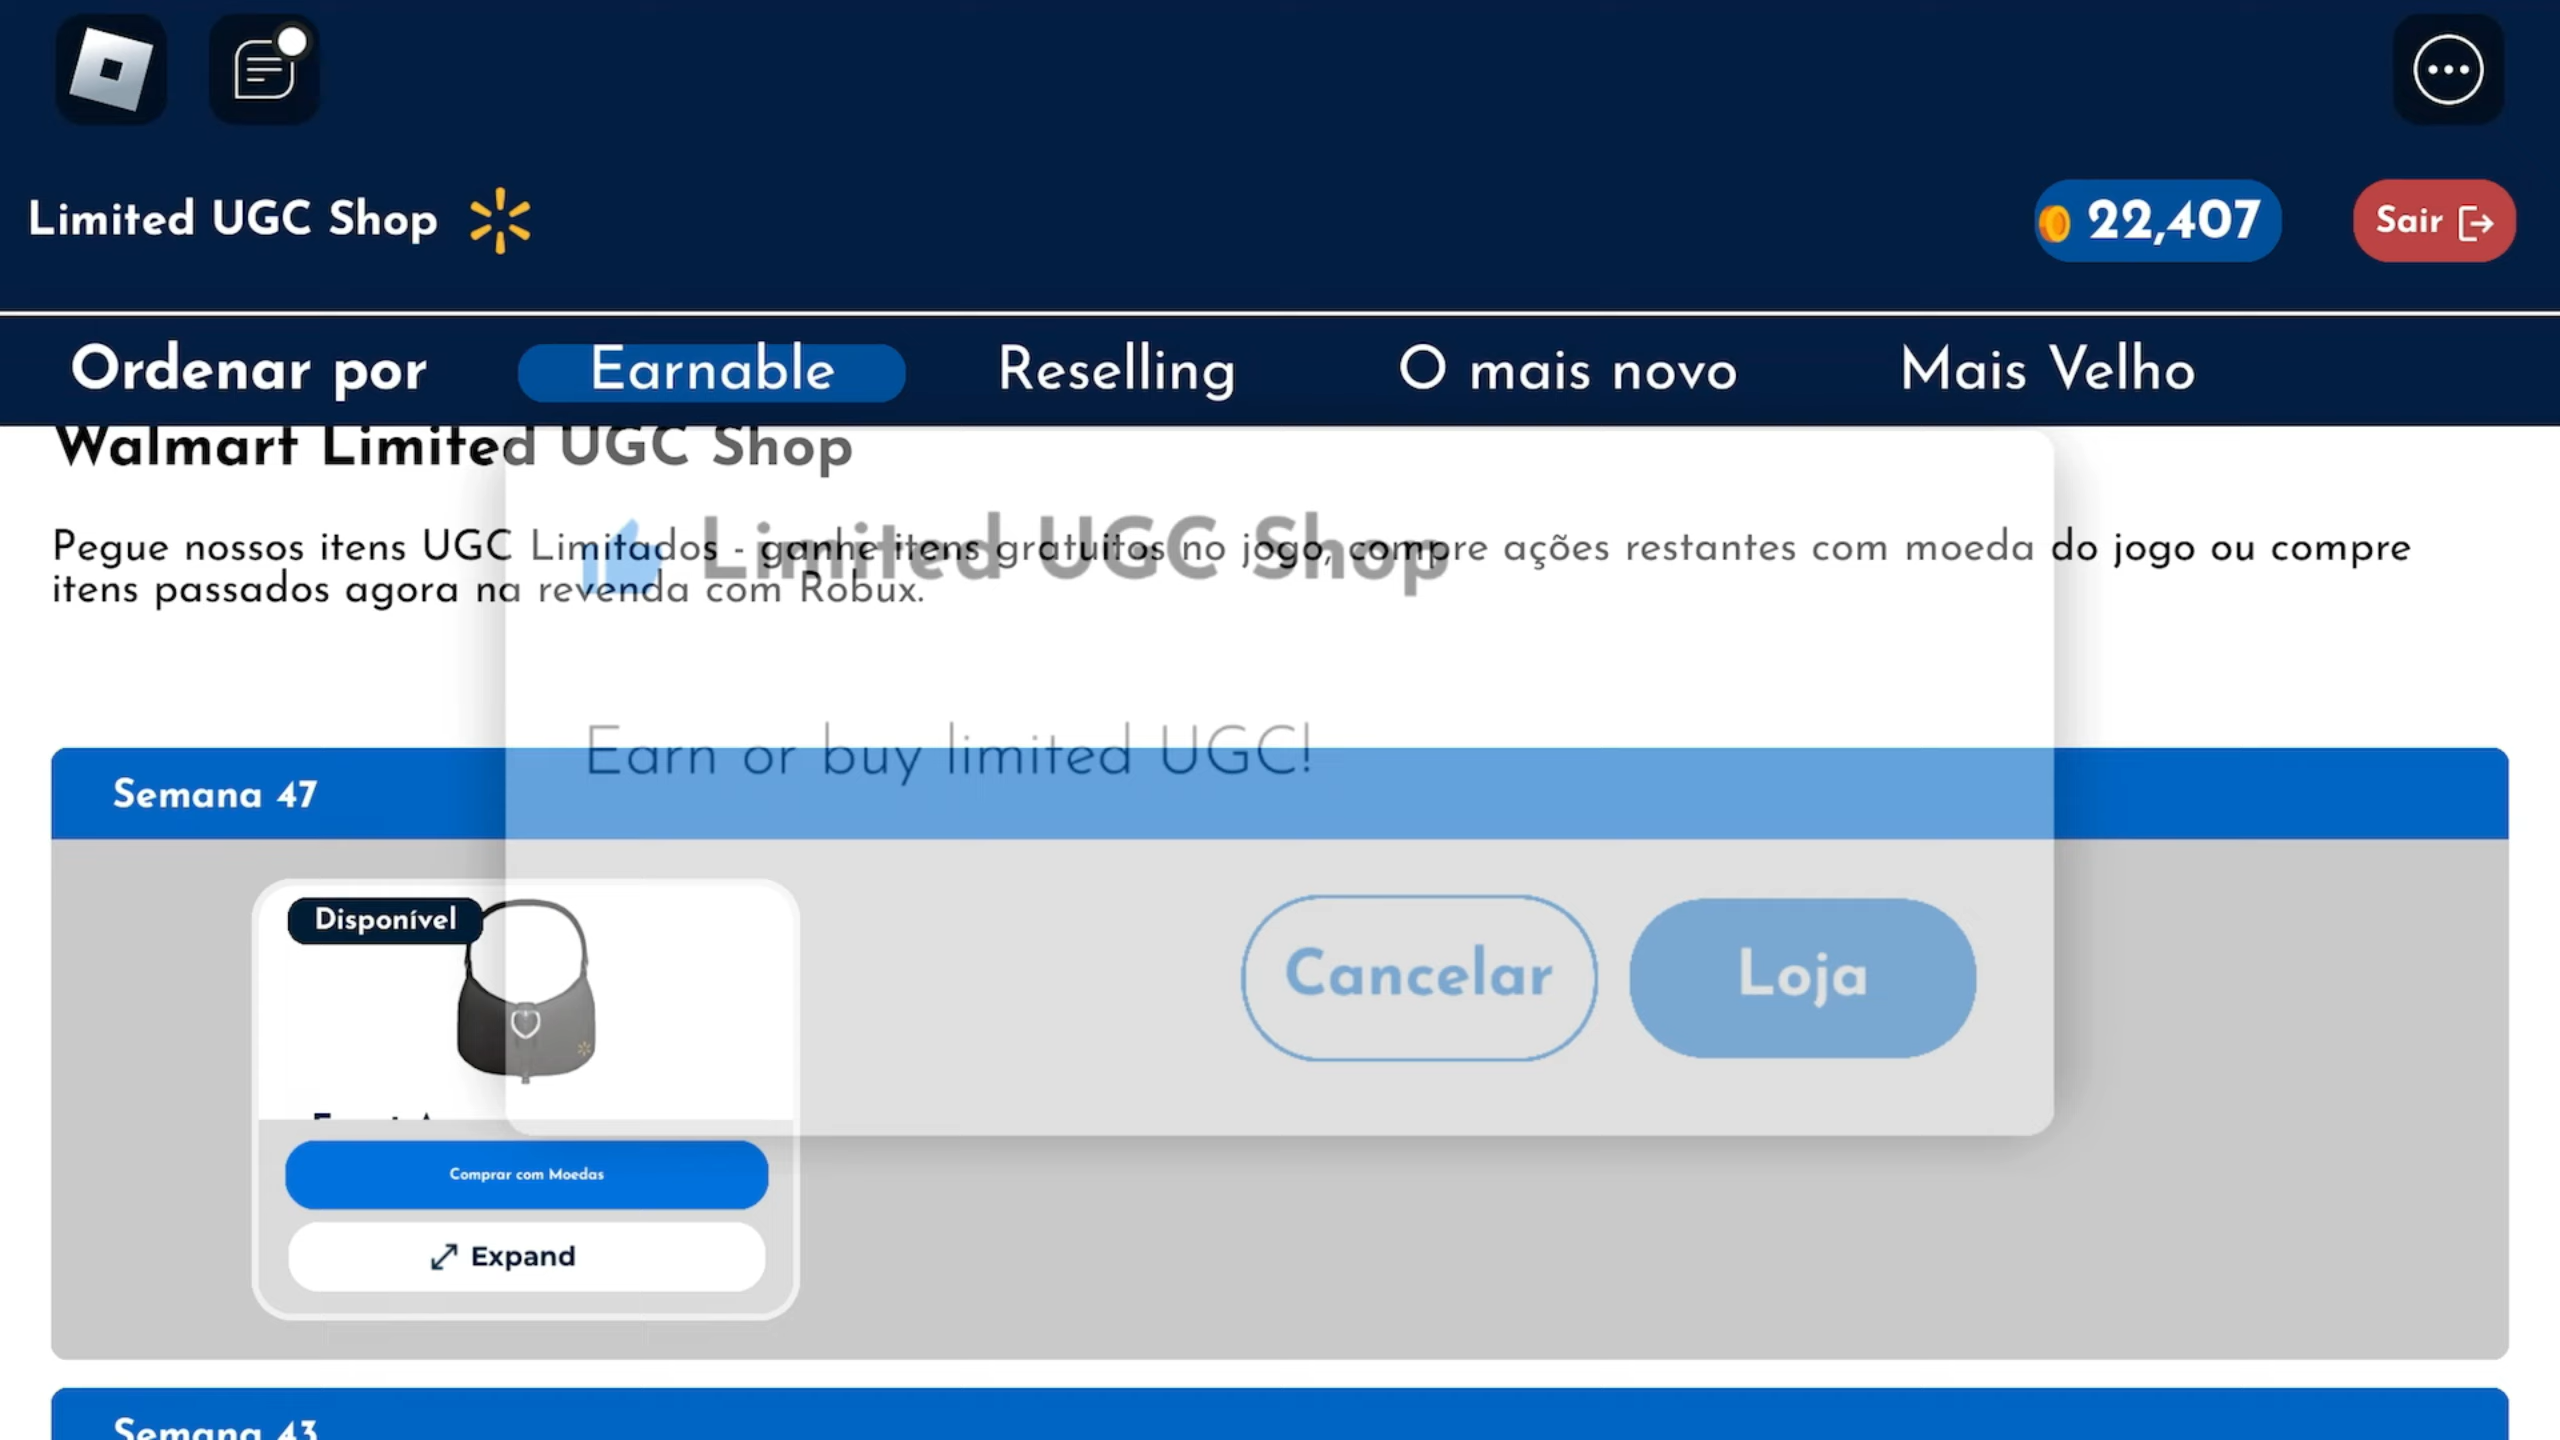 Limited UGC Shop
22,407
Sair
Ordenar por
Earnable
Reselling
O mais novo
Mais Velho
Walmart Limited UGC Shop
Limited UGC Shop
Pegue nossos itens UGC Limitados - ganhe itens gratuitos no jogo, compre ações restantes com moeda do jogo ou compre
itens passados agora na revenda com Robux.
Earn or buy limited UGC!
Semana 47
Disponível
Cancelar
Loja
Comprar com Moedas
Expand
Semana 43